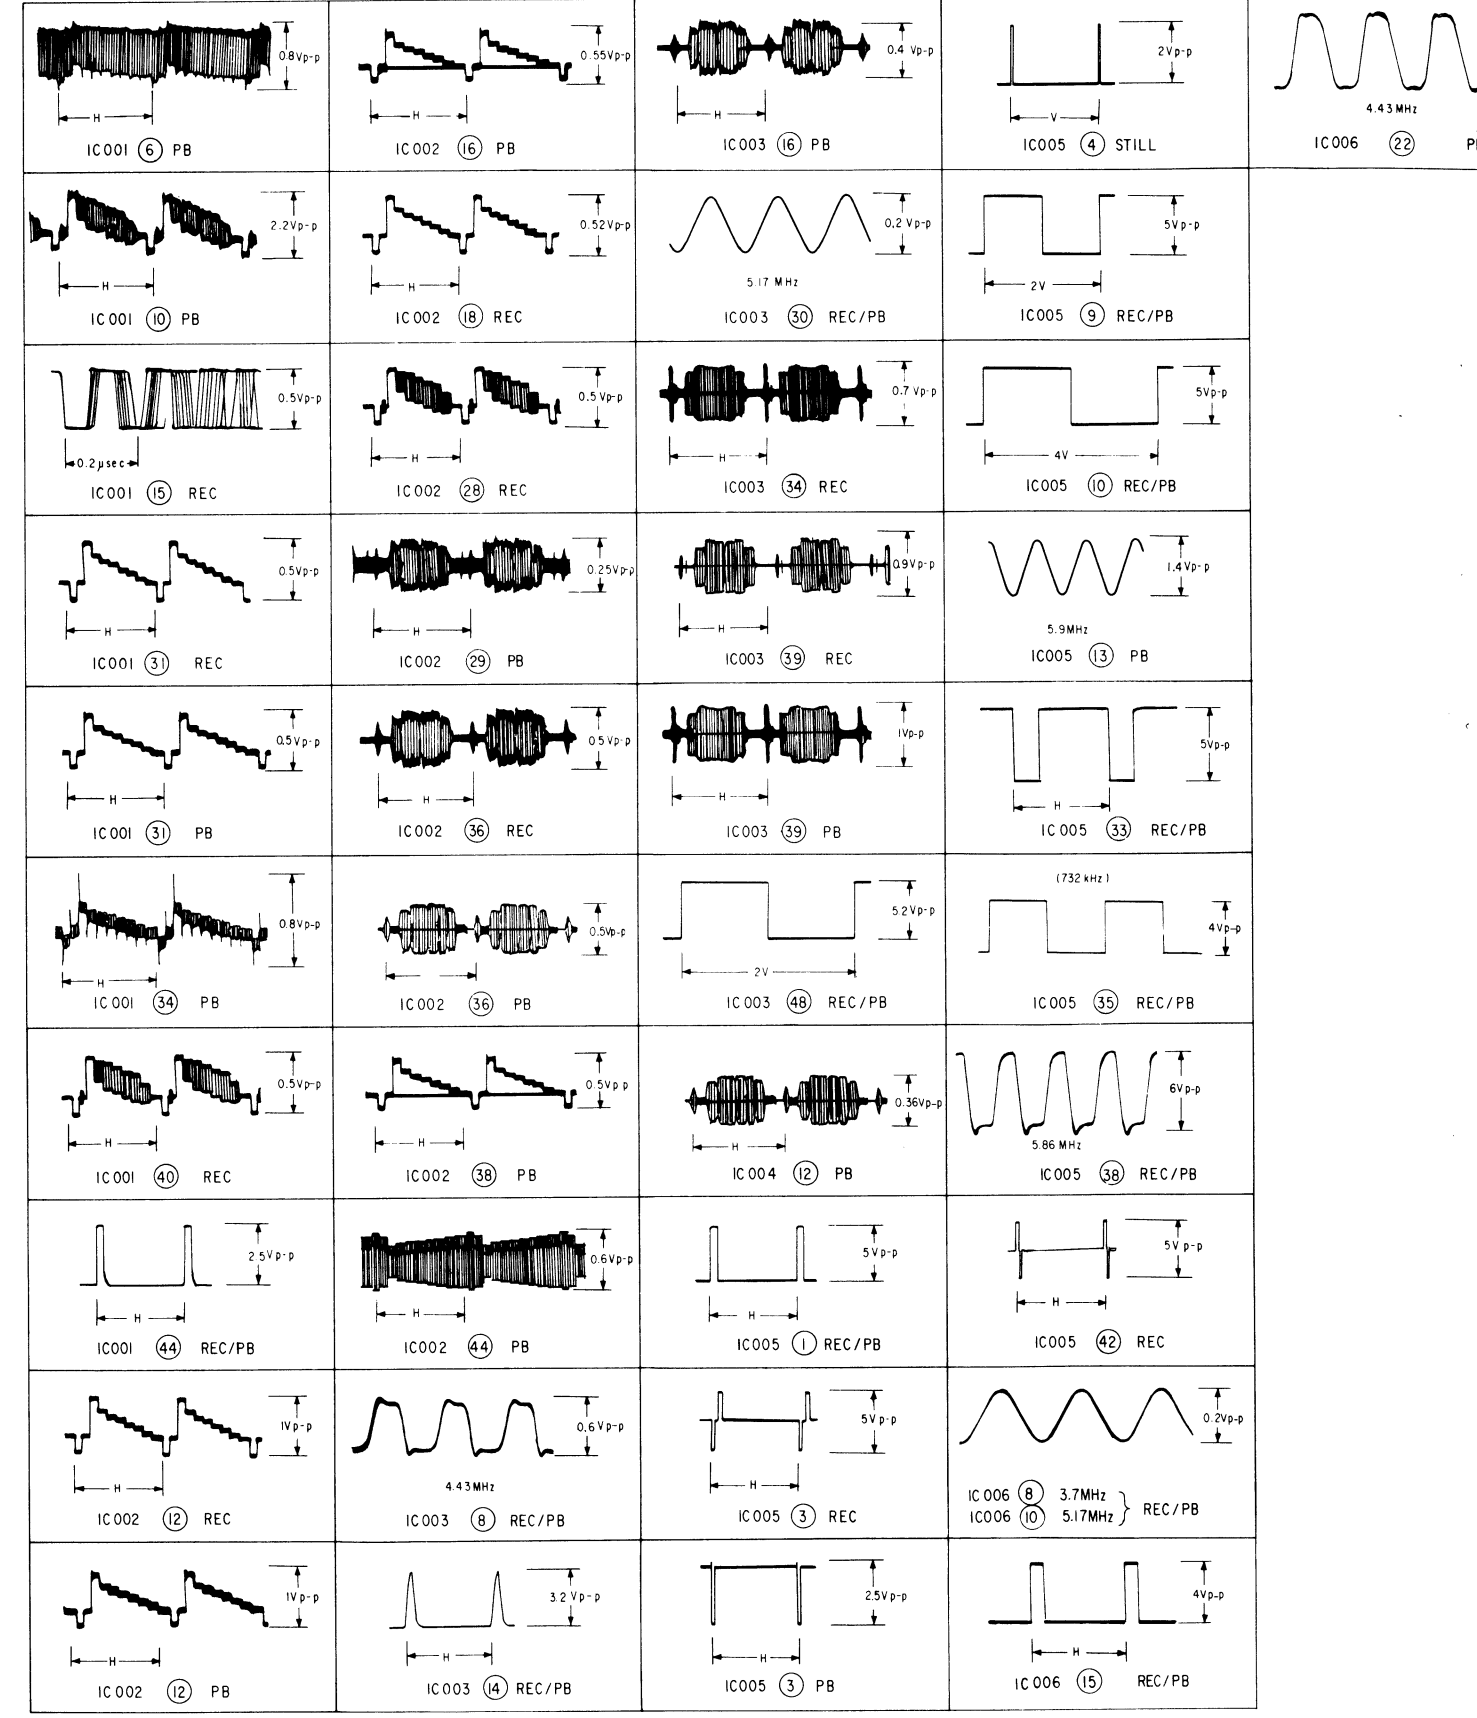 0.8Vp-p
H
IC001 6 PB
0.55Vp-p
H
IC002 16 PB
0.4 Vp-p
H
IC003 16 PB
2Vp-p
V
IC005 4 STILL
4.43MHz
IC006 22
2.2Vp-p
H
IC001 10 PB
0.52Vp-p
H
IC002 18 REC
0.2 Vp-p
5.17 MHz
IC003 30 REC/PB
5Vp-p
2V
IC005 9 REC/PB
0.5Vp-p
0.2μsec
IC001 15 REC
0.5Vp-p
H
IC002 28 REC
0.7 Vp-p
H
IC003 34 REC
5Vp-p
4V
IC005 10 REC/PB
0.5Vp-p
H
IC001 31 REC
0.25Vp-p
H
IC002 29 PB
0.9Vp-p
H
IC003 39 REC
1.4Vp-p
5.9MHz
IC005 13 PB
0.5Vp-p
H
IC001 31 PB
0.5Vp-p
H
IC002 36 REC
1Vp-p
H
IC003 39 PB
5Vp-p
H
IC005 33 REC/PB
0.8Vp-p
H
IC001 34 PB
0.5Vp-p
IC002 36 PB
5.2Vp-p
2V
IC003 48 REC/PB
(732 kHz)
4Vp-p
IC005 35 REC/PB
0.5Vp-p
H
IC001 40 REC
0.5Vp p
H
IC002 38 PB
0.36Vp-p
H
IC004 12 PB
6Vp-p
5.86 MHz
IC005 38 REC/PB
2.5Vp-p
H
IC001 44 REC/PB
0.6Vp-p
H
IC002 44 PB
5Vp-p
H
IC005 1 REC/PB
5Vp-p
H
IC005 42 REC
1Vp-p
H
IC002 12 REC
0.6Vp-p
4.43MHz
IC003 8 REC/PB
5Vp-p
H
IC005 3 REC
0.2Vp-p
IC006 8 3.7MHz
IC006 10 5.17MHz
REC/PB
1Vp-p
H
IC002 12 PB
3.2 Vp-p
H
IC003 14 REC/PB
2.5Vp-p
H
IC005 3 PB
4Vp-p
H
IC006 15 REC/PB